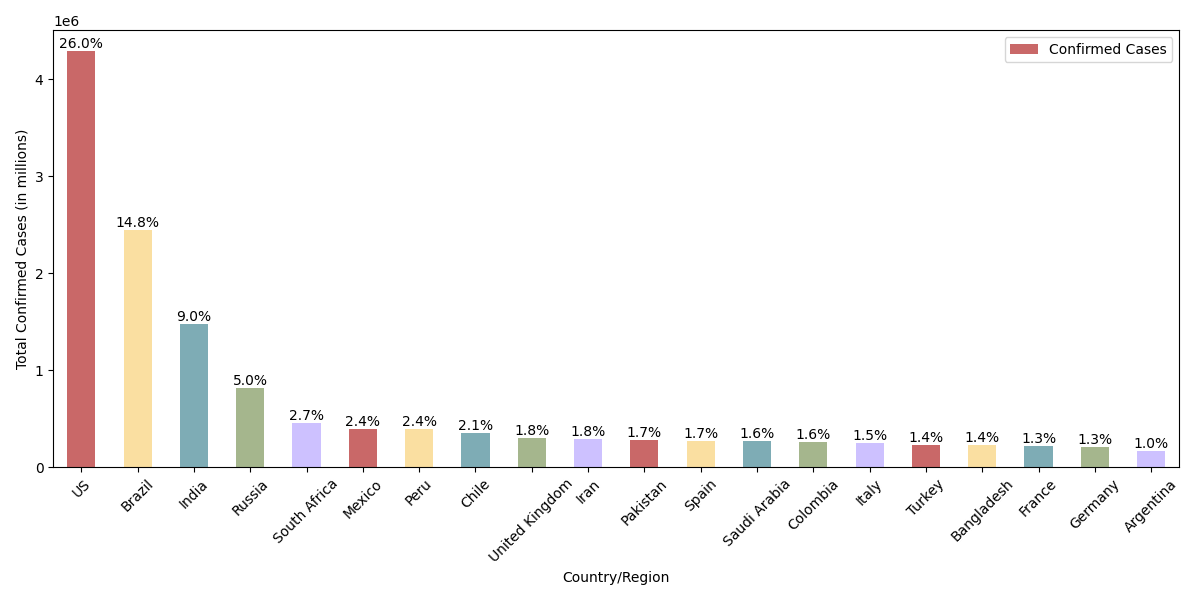 1e6
26.0%
Confirmed Cases
4
3
2
1
0
Total Confirmed Cases (in millions)
14.8%
9.0%
5.0%
2.7%
2.4%
2.4%
2.1%
1.8%
1.8%
1.7%
1.7%
1.6%
1.6%
1.5%
1.4%
1.4%
1.3%
1.3%
1.0%
US
Brazil
India
Russia
South Africa
Mexico
Peru
Chile
United Kingdom
Iran
Pakistan
Spain
Saudi Arabia
Colombia
Italy
Turkey
Bangladesh
France
Germany
Argentina
Country/Region